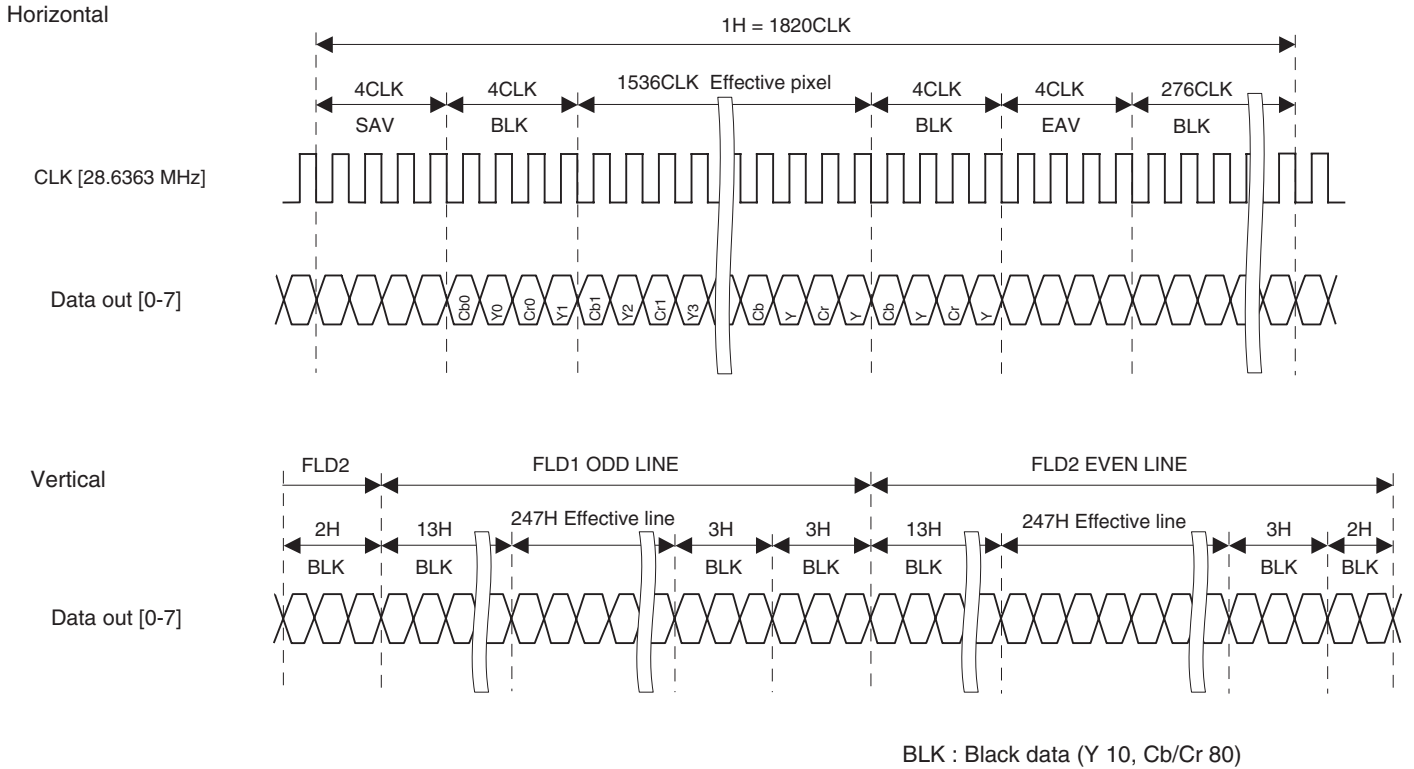 Horizontal
1H = 1820CLK
4CLK 4CLK 1536CLK Effective pixel 4CLK 4CLK 276CLK
SAV BLK BLK EAV BLK
CLK [28.6363 MHz]
Data out [0-7]
Cb0 Y0 Cr0 Y1 Cb1 Y2 Cr1 Y3 Cb Y Cr Y Cb Y Cr Y
Vertical
FLD2 FLD1 ODD LINE FLD2 EVEN LINE
2H 13H 247H Effective line 3H 3H 13H 247H Effective line 3H 2H
BLK BLK BLK BLK BLK BLK BLK
Data out [0-7]
BLK : Black data (Y 10, Cb/Cr 80)